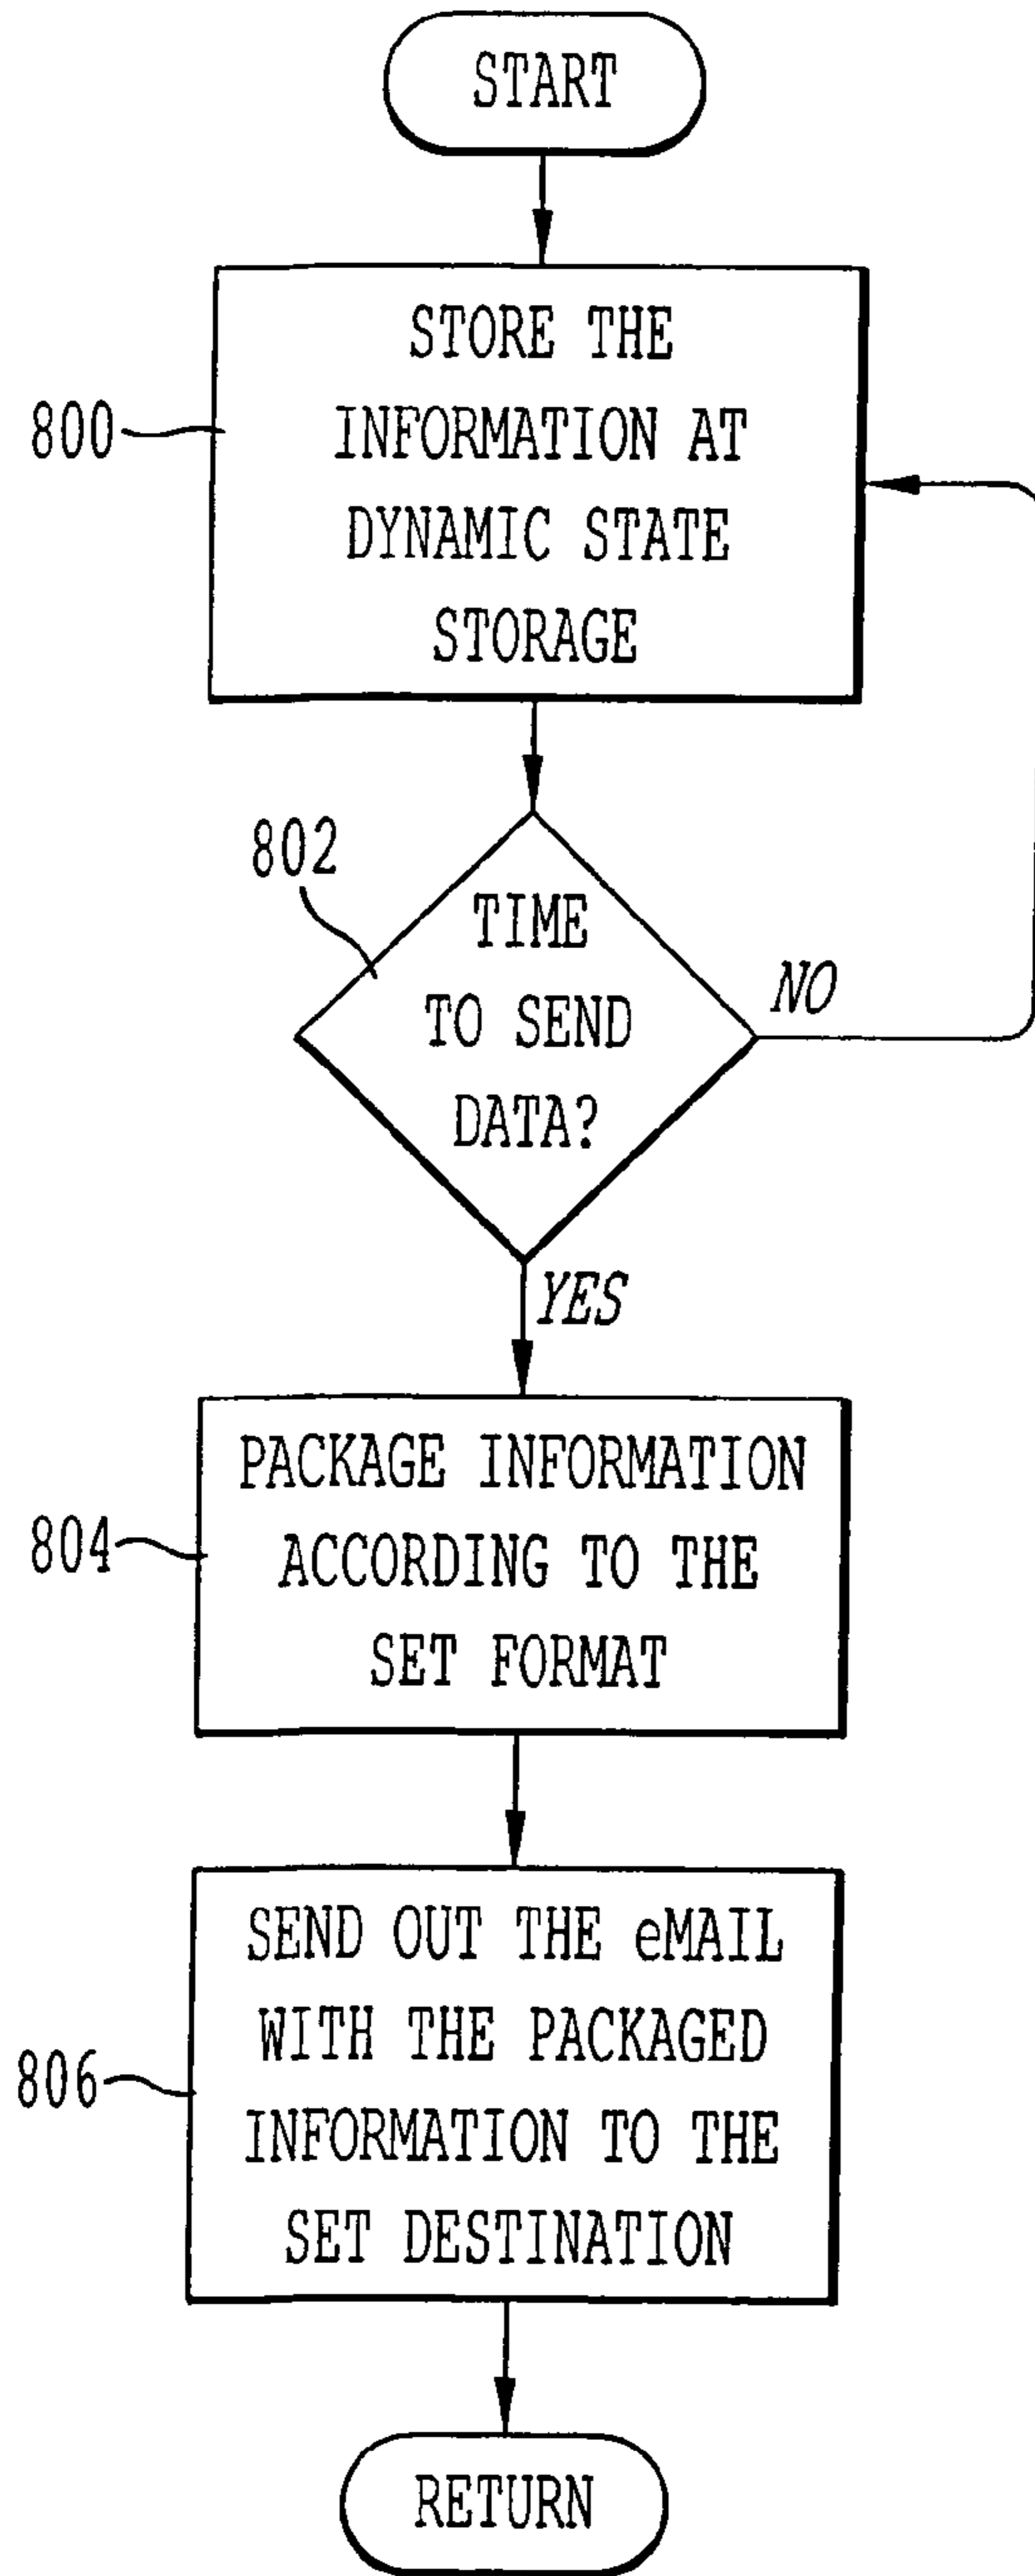 START
STORE THE
INFORMATION AT
DYNAMIC STATE
STORAGE
800
802
TIME
TO SEND
DATA?
NO
YES
PACKAGE INFORMATION
ACCORDING TO THE
SET FORMAT
804
SEND OUT THE eMAIL
WITH THE PACKAGED
INFORMATION TO THE
SET DESTINATION
806
RETURN